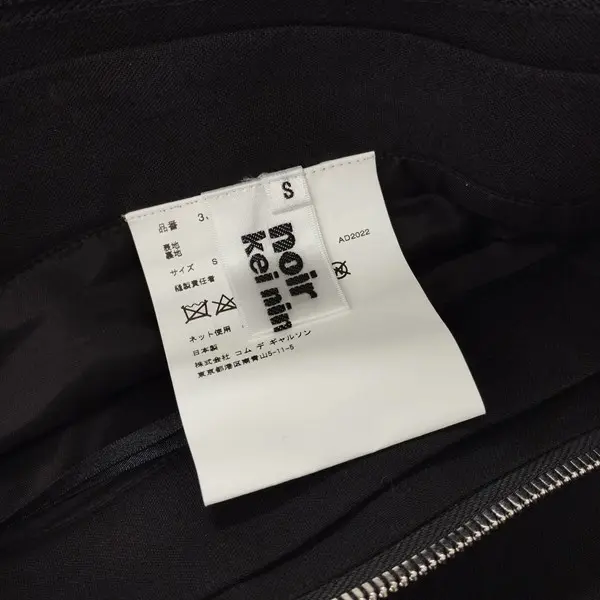 S
noir
kei nin
品番 3,
表地
裏地
AD2022
サイズ S
縫製責任者
ネット使用
日本製
株式会社 コム デ ギャルソン
東京都港区南青山5-11-5